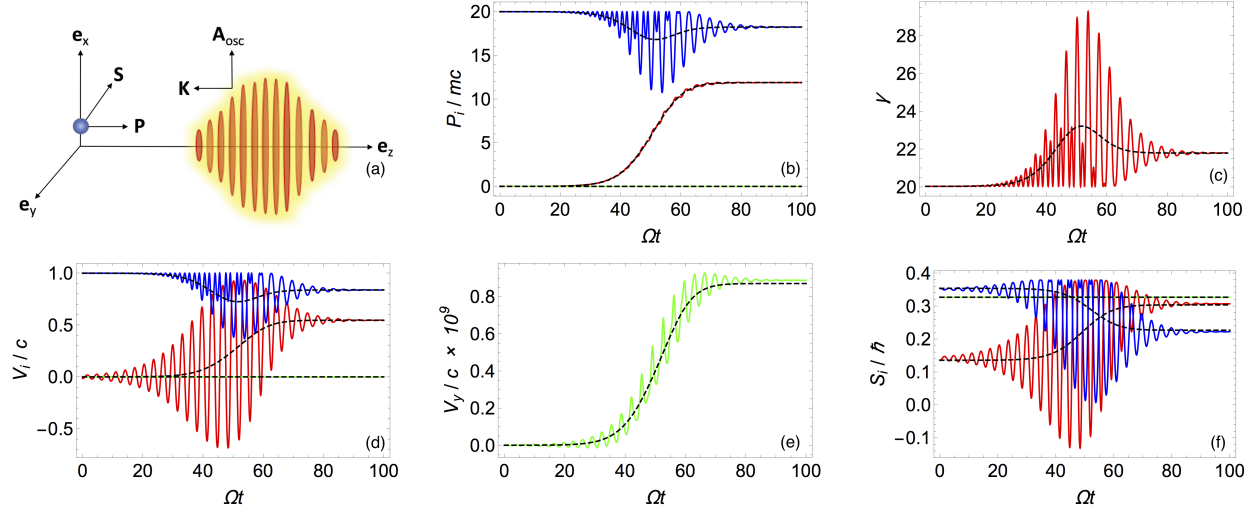 e_x
A_osc
S
K
P
e_z
(a)
e_y
P_i / mc
20
15
10
5
0
(b)
0 20 40 60 80 100
Ωt
γ
28
26
24
22
20
(c)
0 20 40 60 80 100
Ωt
V_i / c
1.0
0.5
0.0
−0.5
(d)
0 20 40 60 80 100
Ωt
V_y / c × 10^9
0.8
0.6
0.4
0.2
0.0
(e)
0 20 40 60 80 100
Ωt
S_i / ħ
0.4
0.3
0.2
0.1
0.0
−0.1
(f)
0 20 40 60 80 100
Ωt